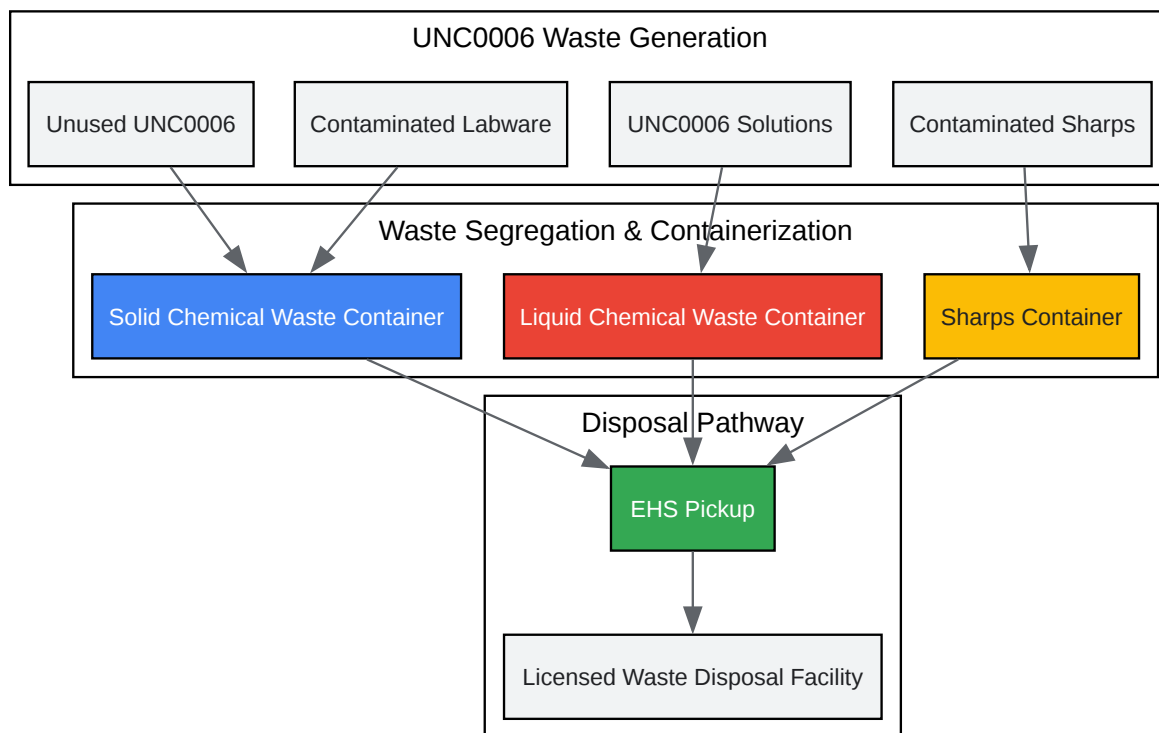 UNC0006 Waste Generation
Unused UNC0006
Contaminated Labware
UNC0006 Solutions
Contaminated Sharps
Waste Segregation & Containerization
Solid Chemical Waste Container
Liquid Chemical Waste Container
Sharps Container
Disposal Pathway
EHS Pickup
Licensed Waste Disposal Facility